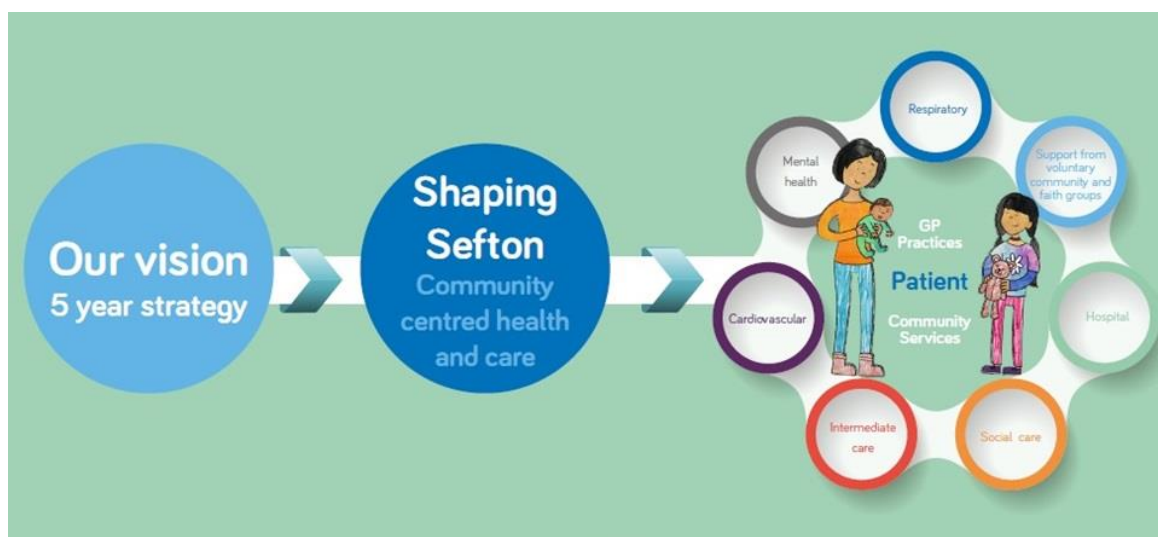 Our vision
5 year strategy
Shaping
Sefton
Community
centred health
and care
Respiratory
Mental
health
Support from
voluntary
community and
faith groups
GP
Practices
Patient
Community
Services
Cardiovascular
Hospital
Intermediate
care
Social care